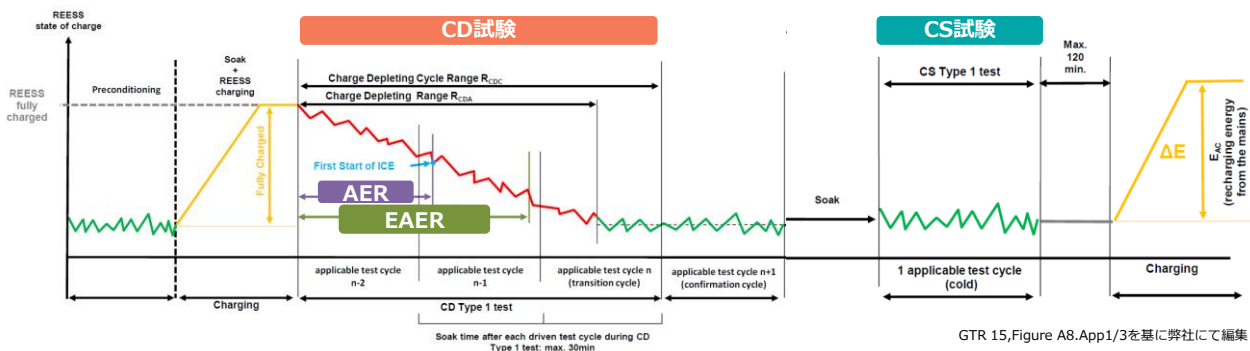 REESS
state of charge
CD試験
CS試験
Soak
+
REESS
charging
Max.
120
min.
Preconditioning
Charge Depleting Cycle Range RCDC
CS Type 1 test
REESS
fully
charged
Charge Depleting Range RCDA
Fully Charged
First Start of ICE
ΔE
EAC
(recharging energy
from the mains)
AER
EAER
Soak
applicable test cycle
n-2
applicable test cycle
n-1
applicable test cycle n
(transition cycle)
applicable test cycle n+1
(confirmation cycle)
1 applicable test cycle
(cold)
Charging
Charging
CD Type 1 test
Soak time after each driven test cycle during CD
Type 1 test: max. 30min
GTR 15,Figure A8.App1/3を基に弊社にて編集